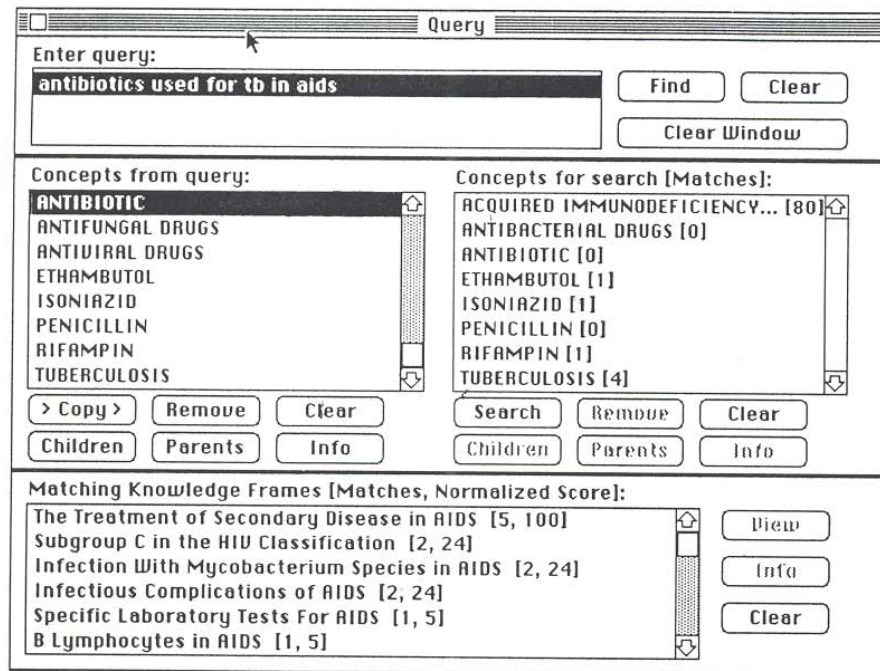 Query
Enter query:
antibiotics used for tb in aids
Find
Clear
Clear Window
Concepts from query:
ANTIBIOTIC
ANTIFUNGAL DRUGS
ANTIVIRAL DRUGS
ETHAMBUTOL
ISONIAZID
PENICILLIN
RIFAMPIN
TUBERCULOSIS
> Copy >
Remove
Clear
Children
Parents
Info
Concepts for search [Matches]:
ACQUIRED IMMUNODEFICIENCY... [80]
ANTIBACTERIAL DRUGS [0]
ANTIBIOTIC [0]
ETHAMBUTOL [1]
ISONIAZID [1]
PENICILLIN [0]
RIFAMPIN [1]
TUBERCULOSIS [4]
Search
Remove
Clear
Children
Parents
Info
Matching Knowledge Frames [Matches, Normalized Score]:
The Treatment of Secondary Disease in AIDS [5, 100]
Subgroup C in the HIV Classification [2, 24]
Infection With Mycobacterium Species in AIDS [2, 24]
Infectious Complications of AIDS [2, 24]
Specific Laboratory Tests For AIDS [1, 5]
B Lymphocytes in AIDS [1, 5]
View
Info
Clear